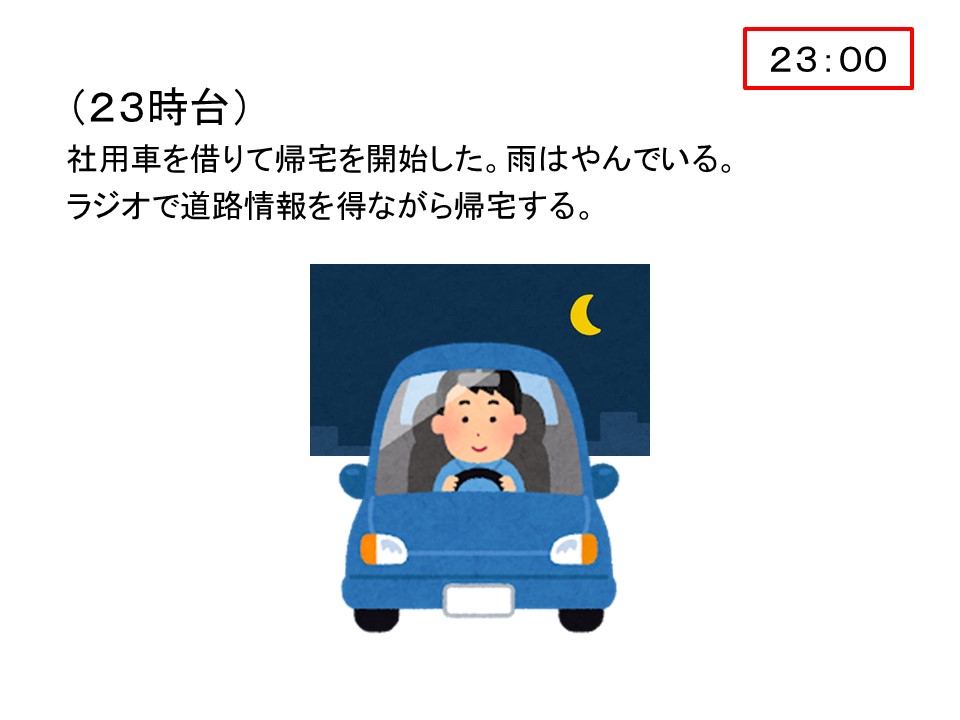 ２３：００
（２３時台）
社用車を借りて帰宅を開始した。雨はやんでいる。
ラジオで道路情報を得ながら帰宅する。